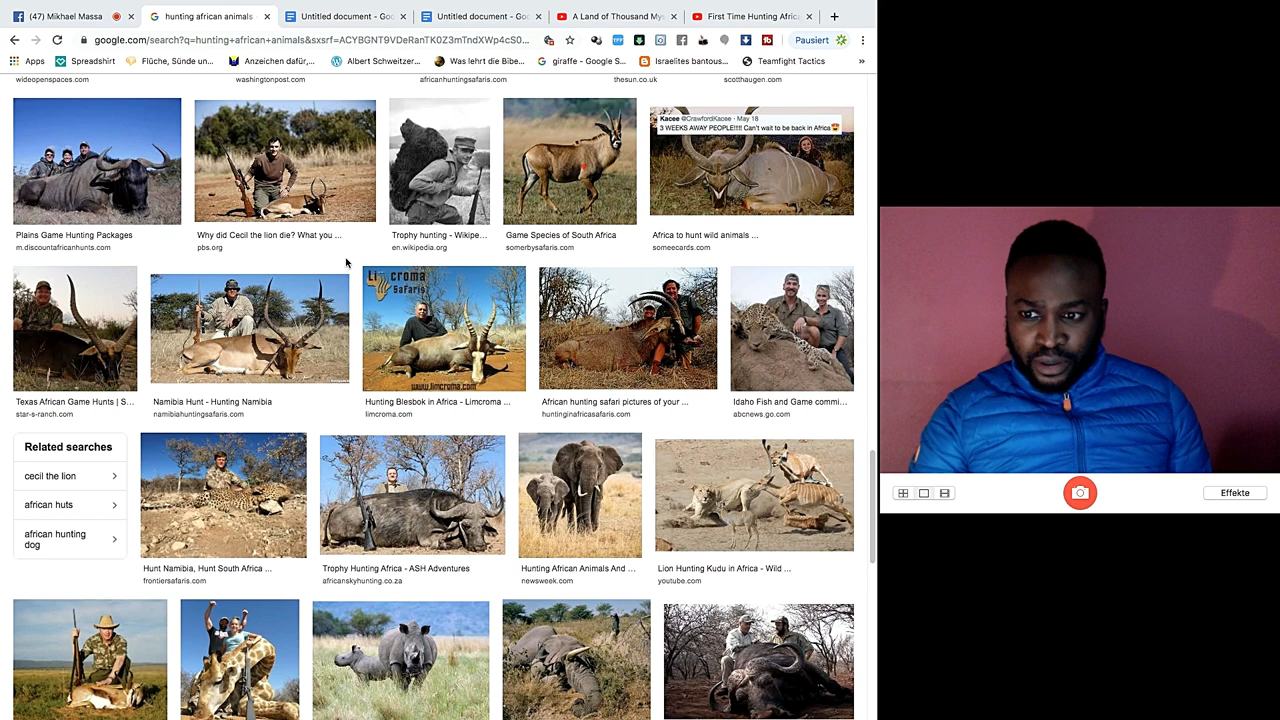 (47) Mikhael Massa
hunting african animals
Untitled document - Goo
Untitled document - Goo
A Land of Thousand Mys
First Time Hunting Africa
google.com/search?q=hunting+african+animals&sxsrf=ACYBGNT9VDeRanTK0Z3mTndXWp4cS0...
Pausiert
Apps
Spreadshirt
Flüche, Sünde un...
Anzeichen dafür,...
Albert Schweitzer...
Was lehrt die Bibe...
giraffe - Google S...
Israelites bantous...
Teamfight Tactics
»
wideopenspaces.com
washingtonpost.com
africanhuntingsafaris.com
thesun.co.uk
scotthaugen.com
Kacee @CrawfordKacee · May 18
3 WEEKS AWAY PEOPLE!!!! Can't wait to be back in Africa😍
Plains Game Hunting Packages
m.discountafricanhunts.com
Why did Cecil the lion die? What you ...
pbs.org
Trophy hunting - Wikipe...
en.wikipedia.org
Game Species of South Africa
somerbysafaris.com
Africa to hunt wild animals ...
someecards.com
Limcroma
Safaris
www.limcroma.com
Texas African Game Hunts | S...
star-s-ranch.com
Namibia Hunt - Hunting Namibia
namibiahuntingsafaris.com
Hunting Blesbok in Africa - Limcroma ...
limcroma.com
African hunting safari pictures of your ...
huntinginafricasafaris.com
Idaho Fish and Game commi...
abcnews.go.com
Related searches
cecil the lion
african huts
african hunting
dog
Hunt Namibia, Hunt South Africa ...
frontiersafaris.com
Trophy Hunting Africa - ASH Adventures
africanskyhunting.co.za
Hunting African Animals And ...
newsweek.com
Lion Hunting Kudu in Africa - Wild ...
youtube.com
Effekte